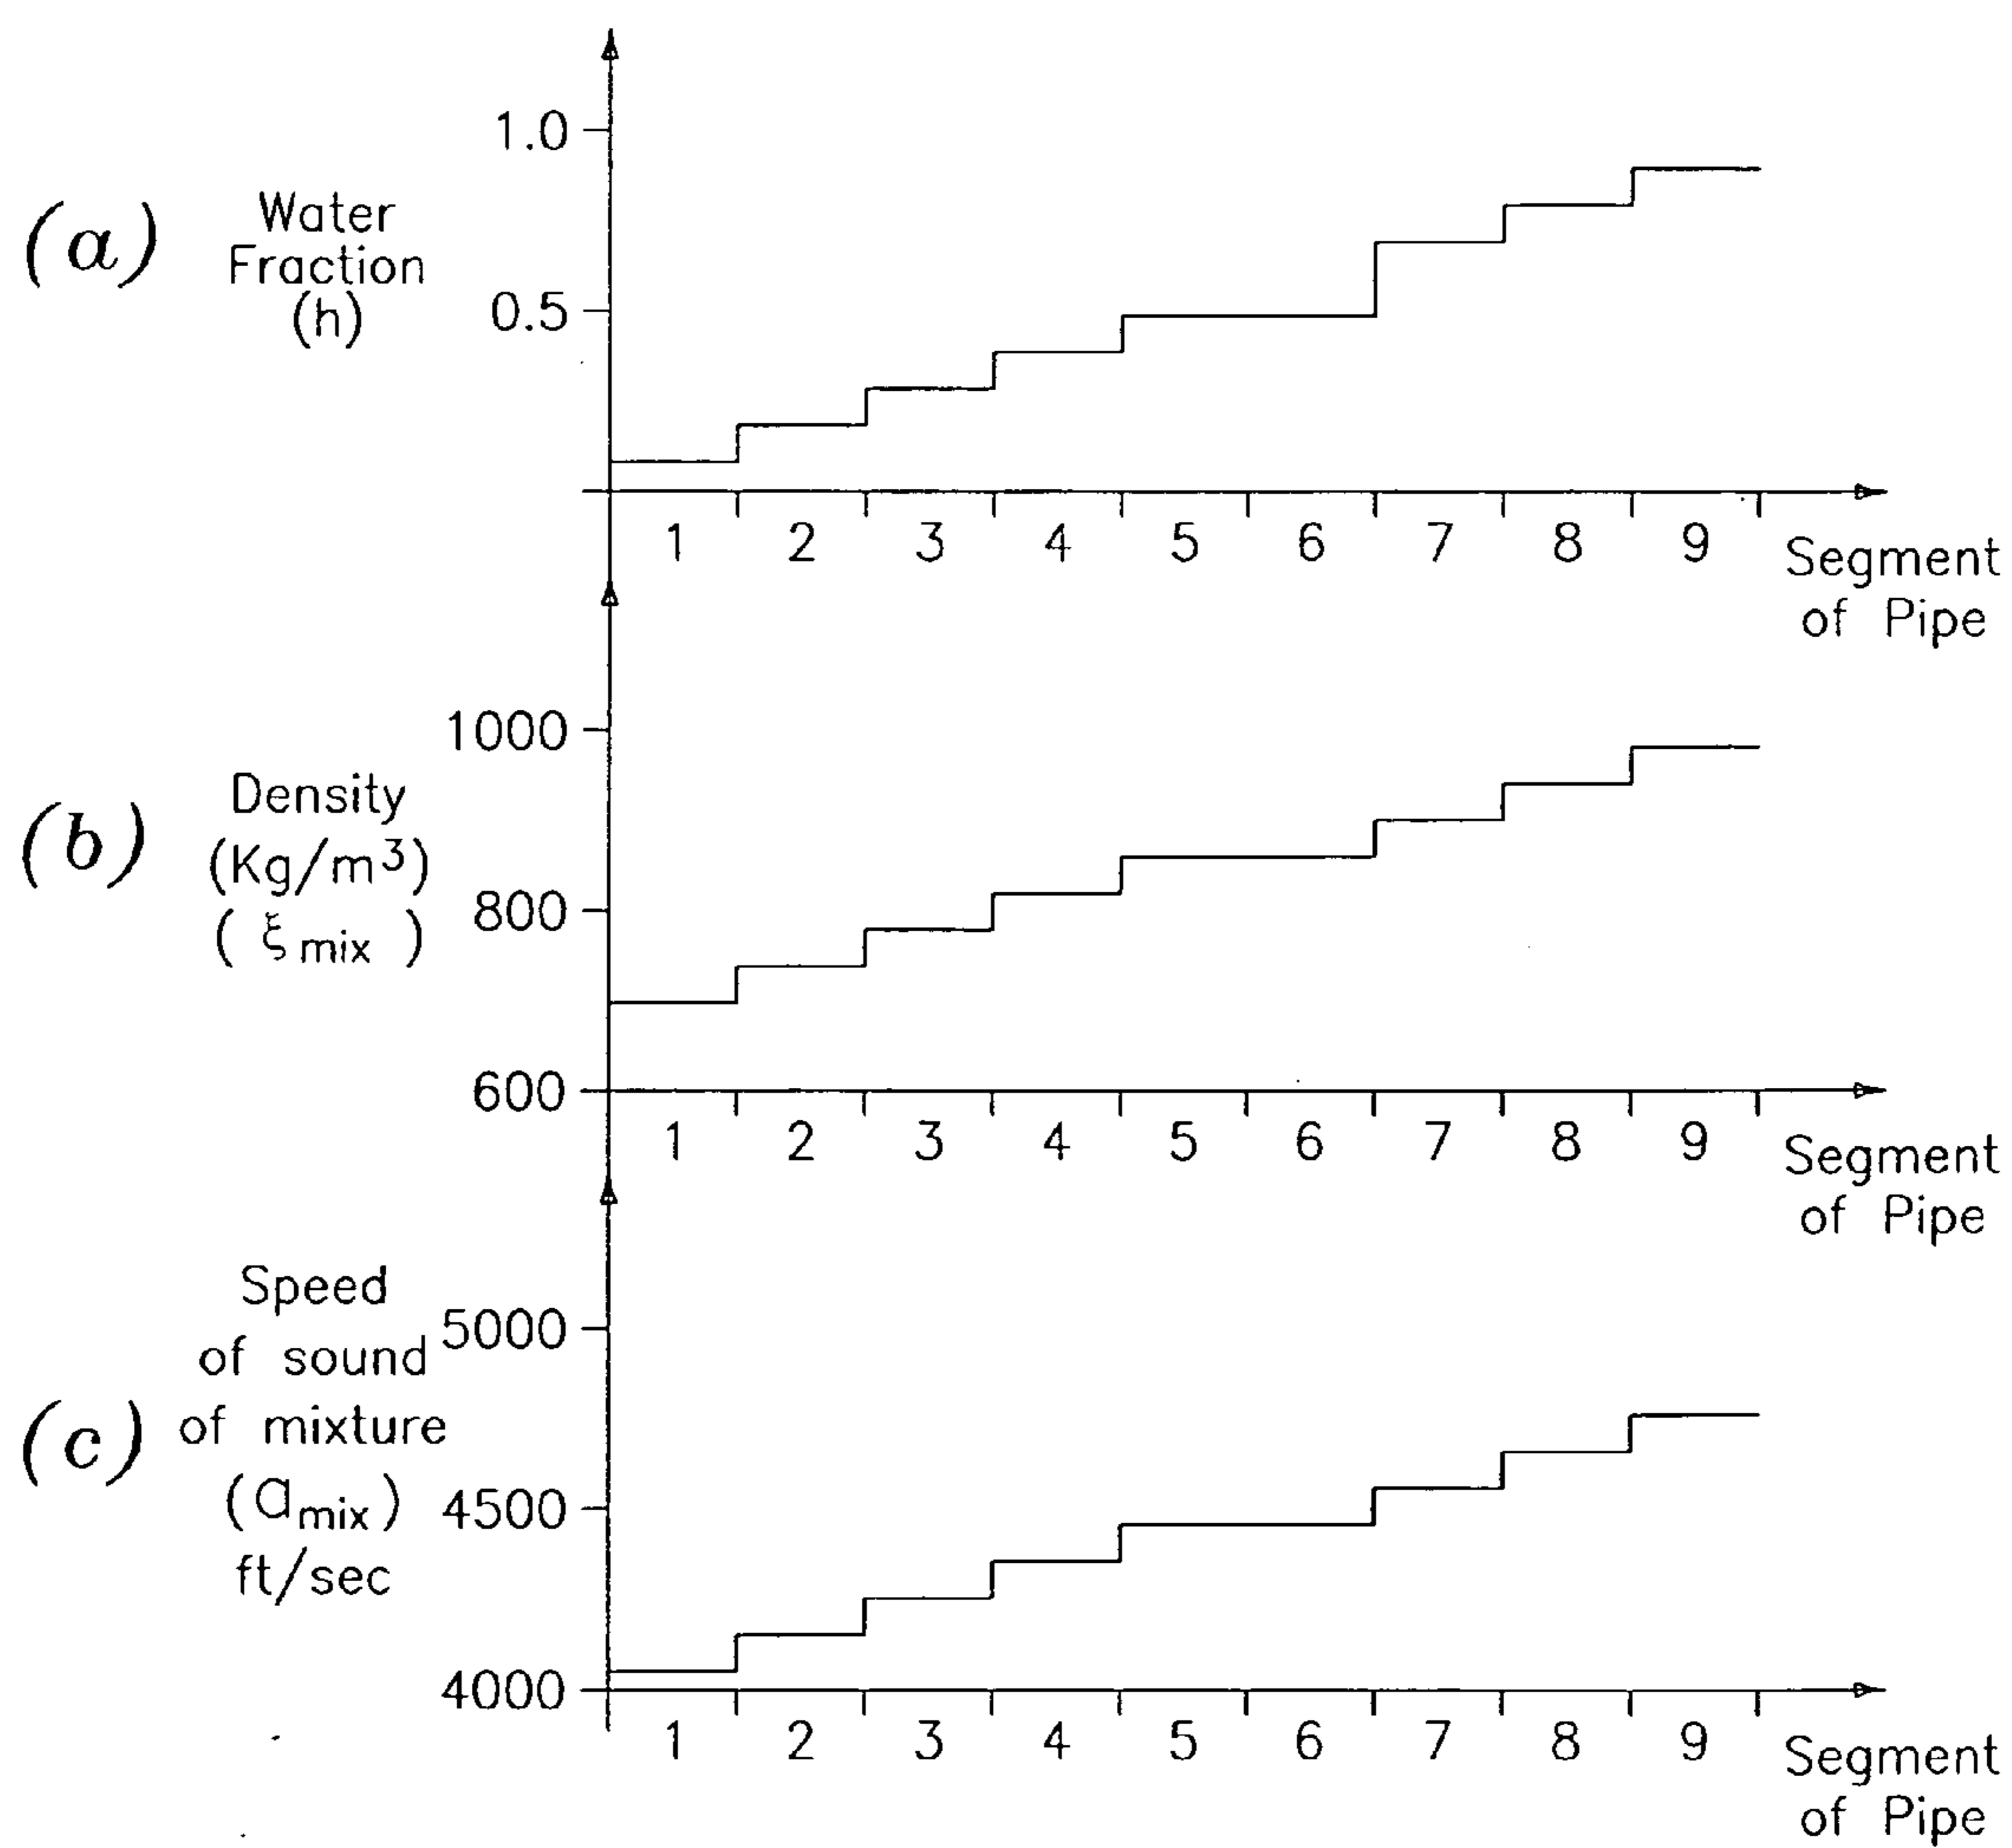 (a)
Water
Fraction
(h)
1.0
0.5
1 2 3 4 5 6 7 8 9
Segment
of Pipe
(b)
Density
(Kg/m³)
( ξmix )
1000
800
600
1 2 3 4 5 6 7 8 9
Segment
of Pipe
(c)
Speed
of sound
of mixture
(amix)
ft/sec
5000
4500
4000
1 2 3 4 5 6 7 8 9
Segment
of Pipe